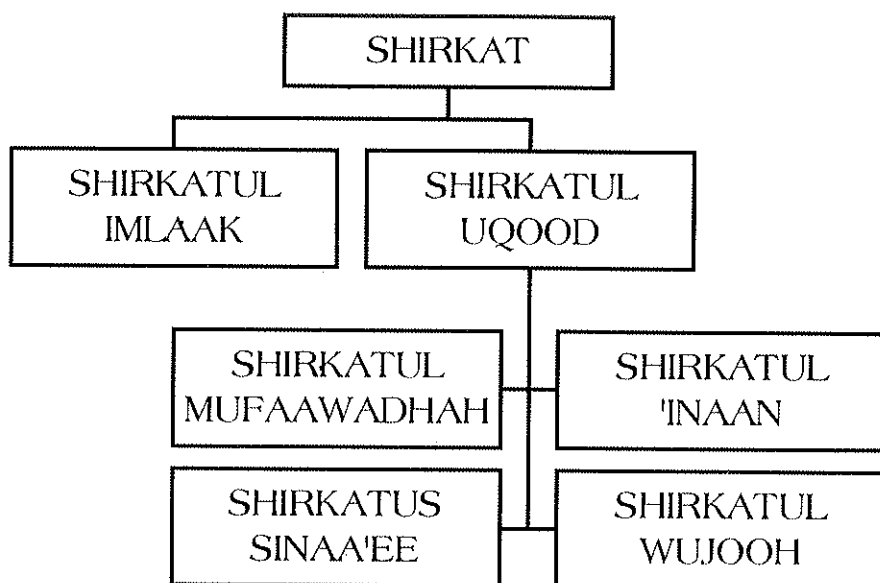 SHIRKAT
SHIRKATUL
IMLAAK
SHIRKATUL
UQOOD
SHIRKATUL
MUFAAWADHAH
SHIRKATUL
'INAAN
SHIRKATUS
SINAA'EE
SHIRKATUL
WUJOOH